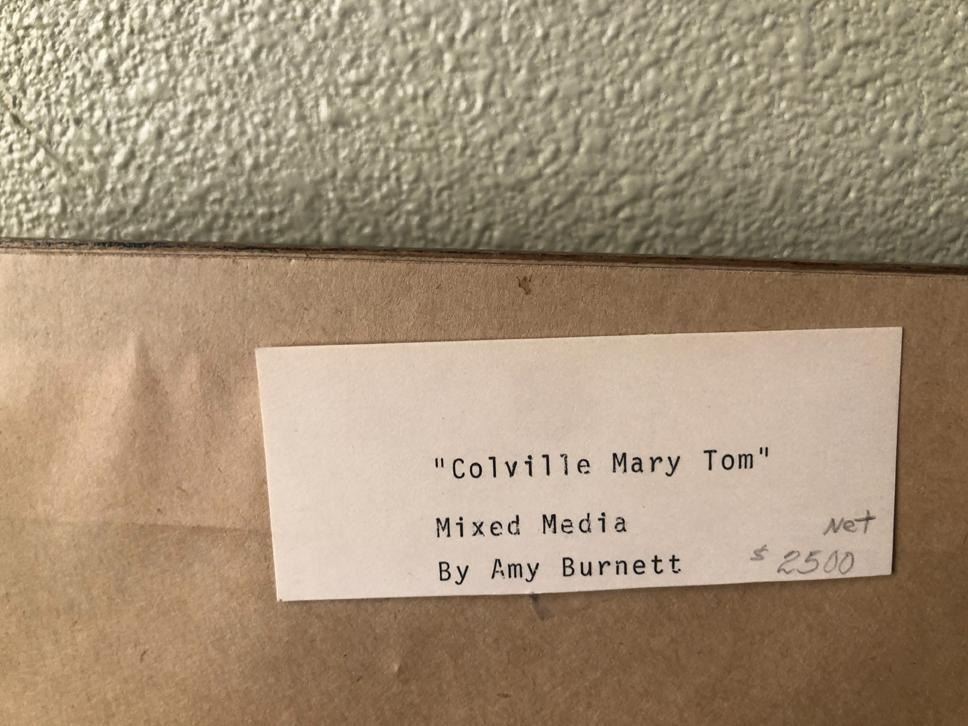 "Colville Mary Tom"
Mixed Media
Net
By Amy Burnett $ 2500